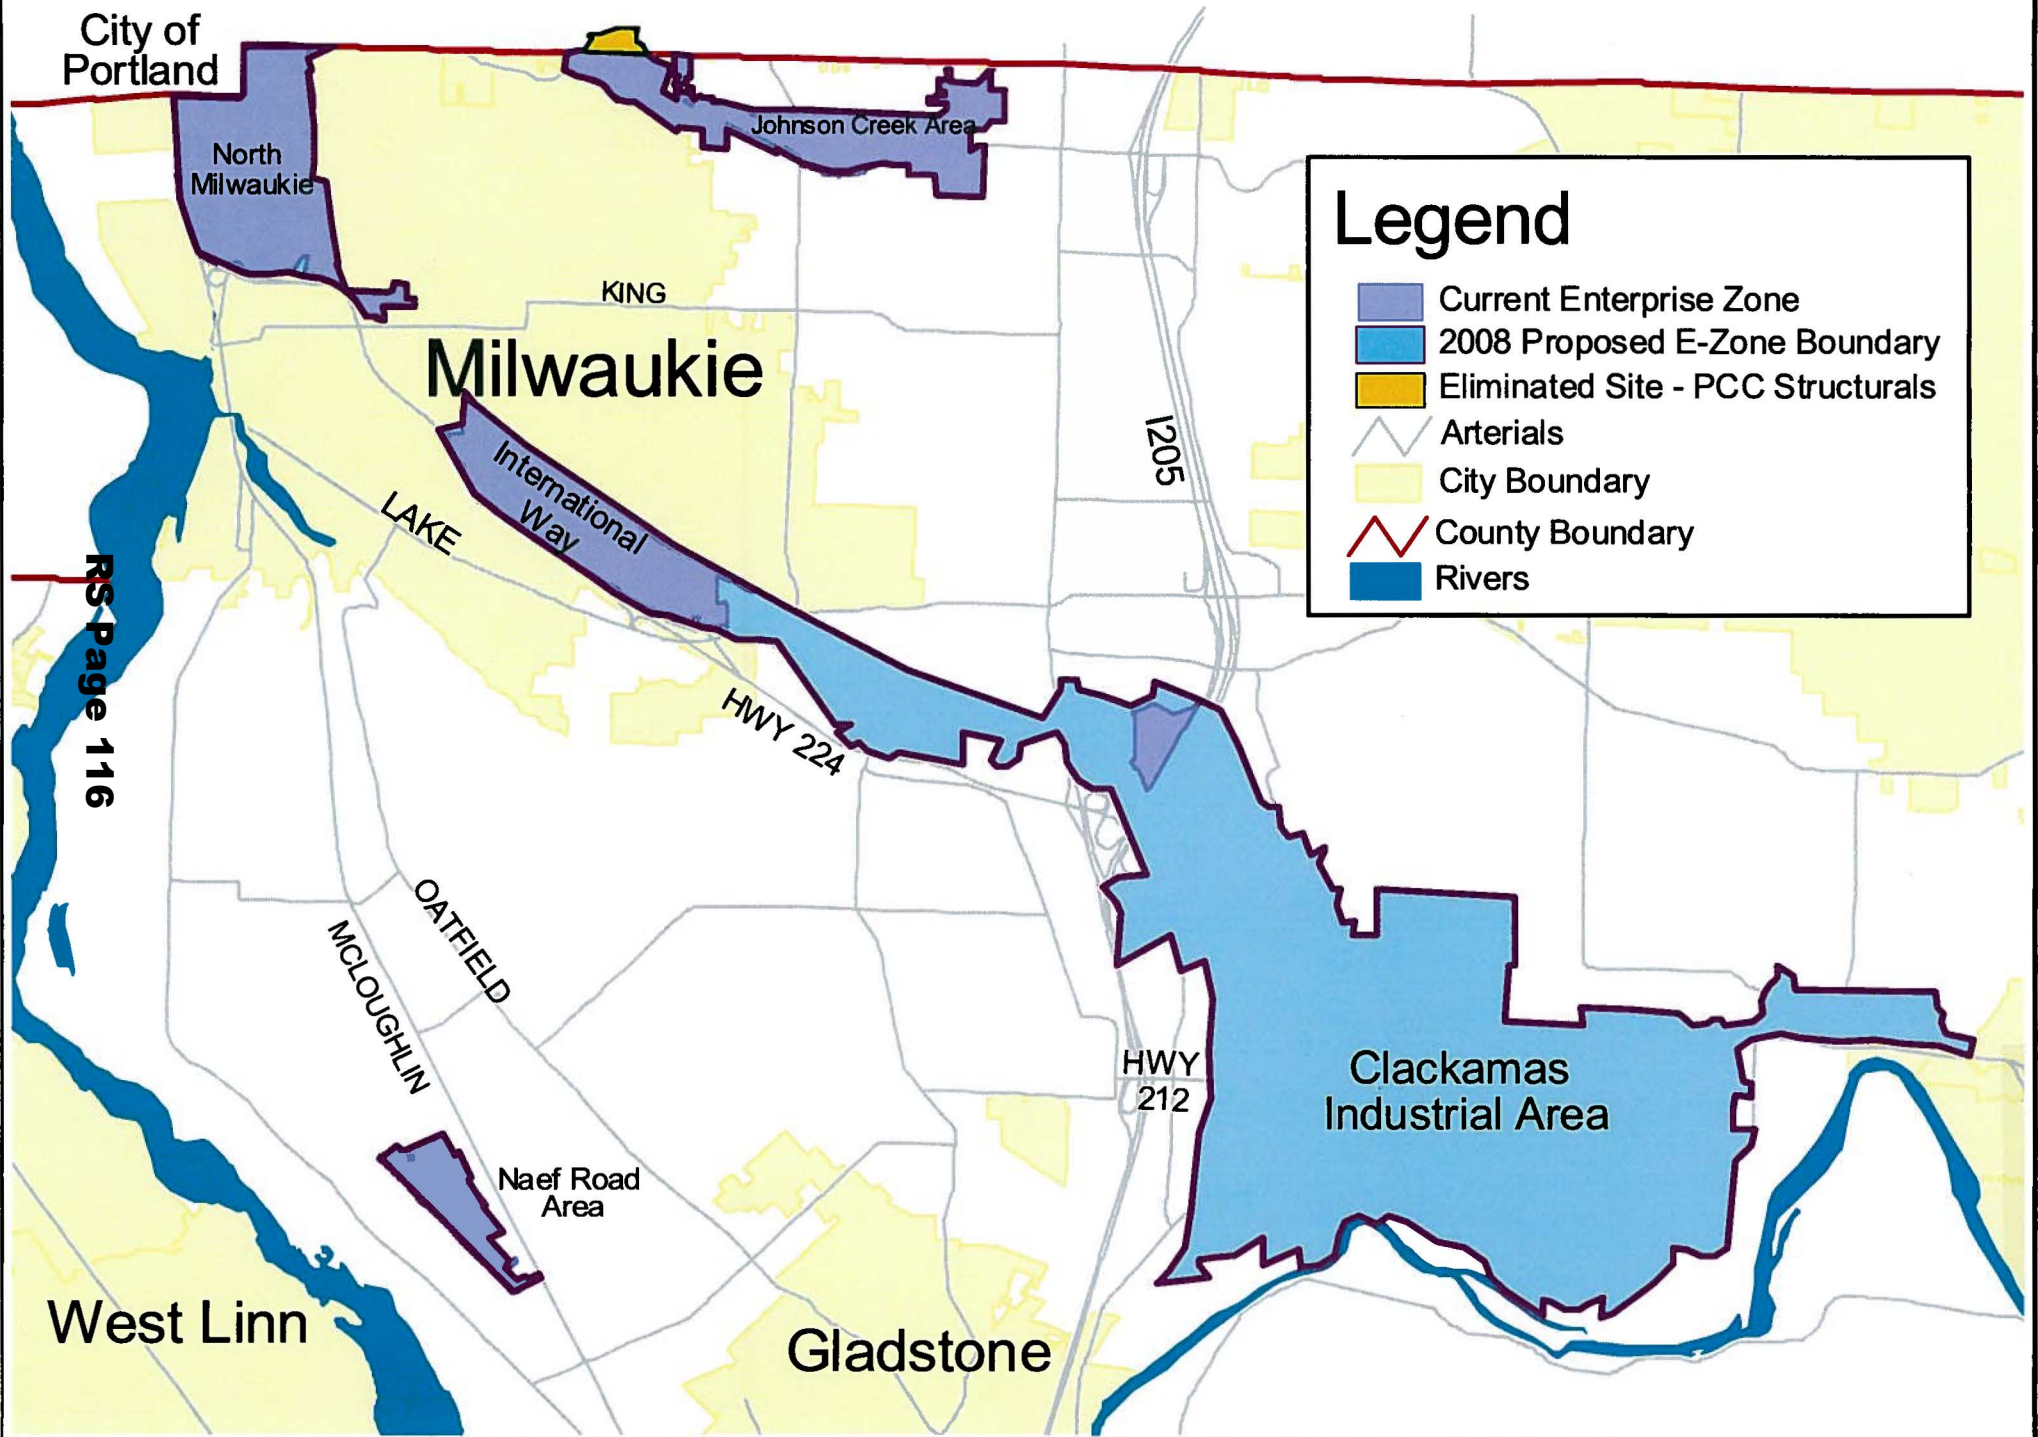 City of
Portland
North
Milwaukie
Johnson Creek Area
KING
Milwaukie
International
Way
LAKE
I205
HWY 224
RS Page 116
OATFIELD
MCLOUGHLIN
Naef Road
Area
HWY
212
Clackamas
Industrial Area
West Linn
Gladstone
Legend
Current Enterprise Zone
2008 Proposed E-Zone Boundary
Eliminated Site - PCC Structurals
Arterials
City Boundary
County Boundary
Rivers